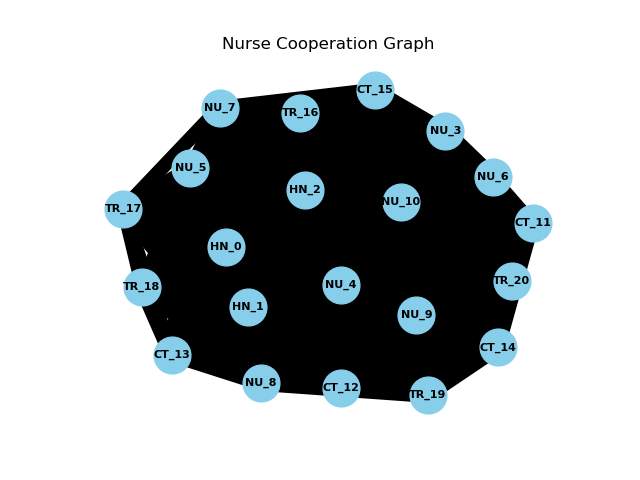 Nurse Cooperation Graph
CT_15
NU_7
TR_16
NU_3
NU_5
NU_6
HN_2
NU_10
TR_17
CT_11
HN_0
TR_20
NU_4
TR_18
HN_1
NU_9
CT_14
CT_13
NU_8
CT_12
TR_19